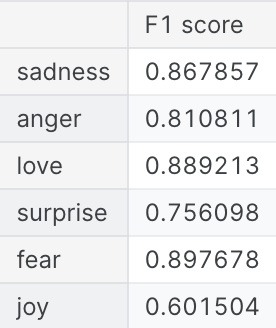 F1 score
sadness 0.867857
anger 0.810811
love 0.889213
surprise 0.756098
fear 0.897678
joy 0.601504